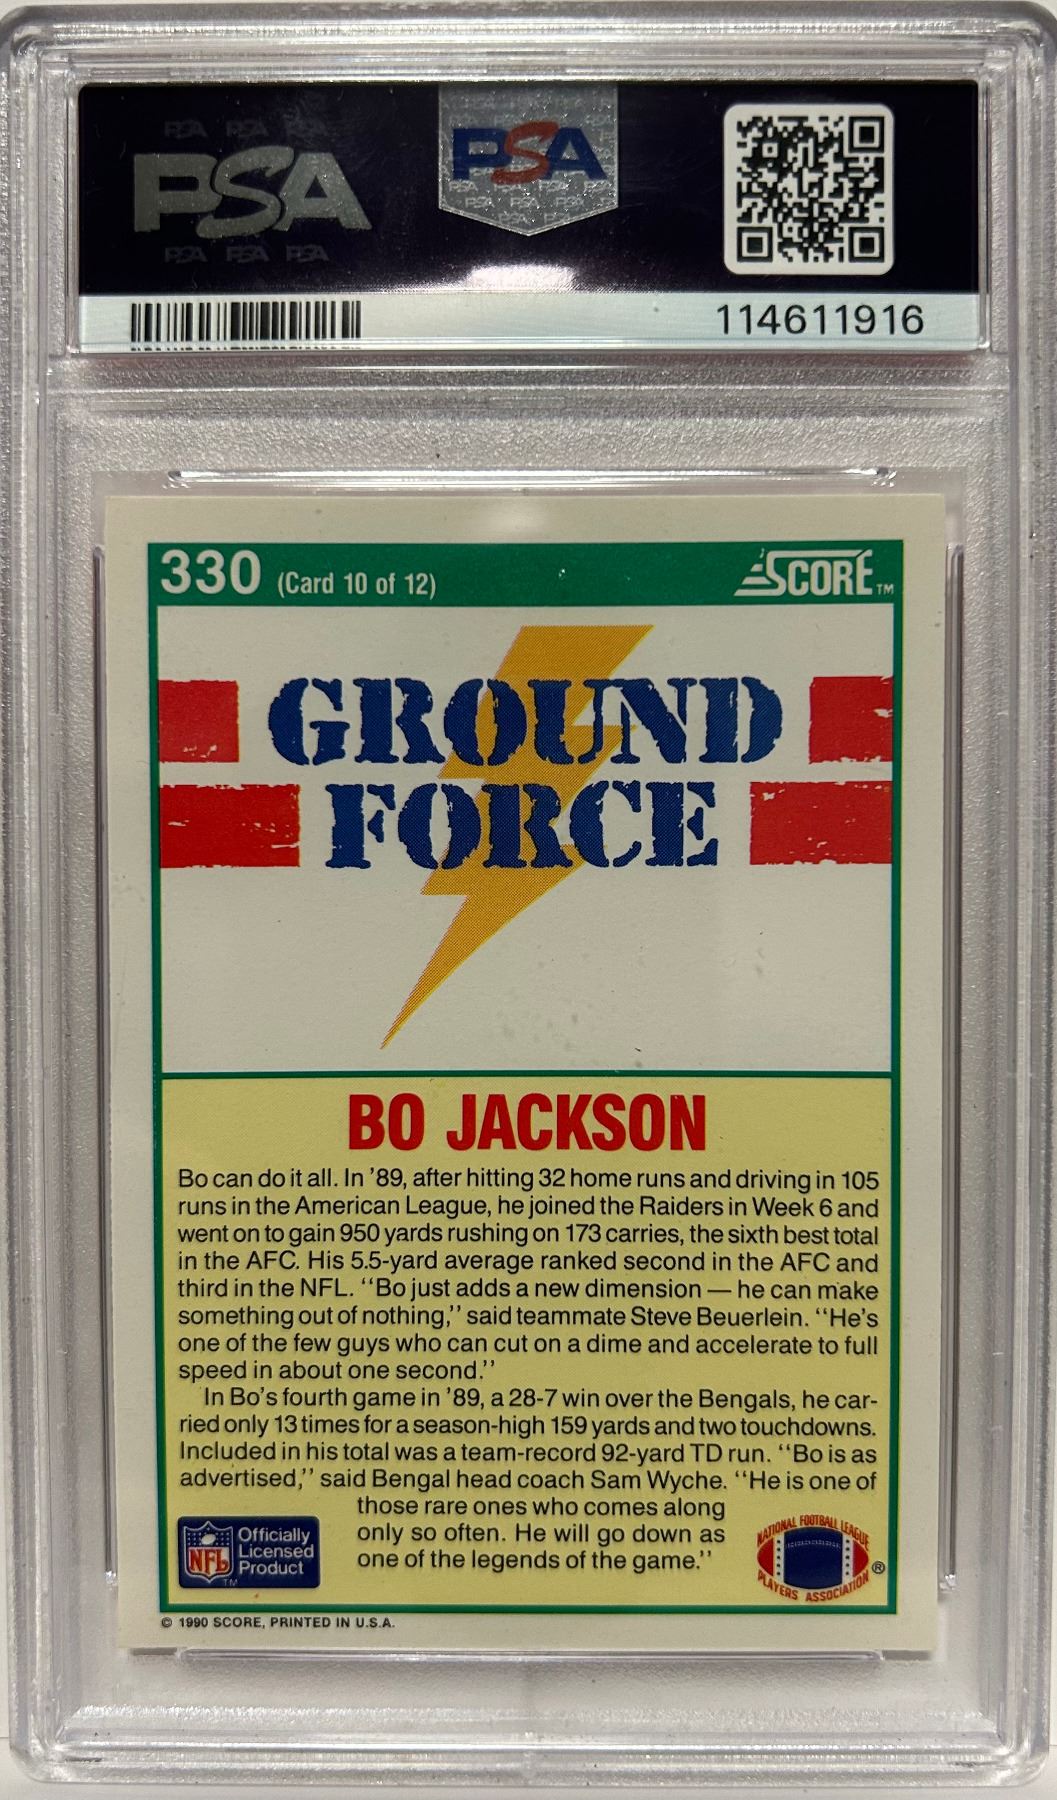 PSA PSA PSA
PSA
PSA PSA PSA
PSA
114611916
330 (Card 10 of 12) SCORE™
GROUND
FORCE
BO JACKSON
Bo can do it all. In '89, after hitting 32 home runs and driving in 105
runs in the American League, he joined the Raiders in Week 6 and
went on to gain 950 yards rushing on 173 carries, the sixth best total
in the AFC. His 5.5-yard average ranked second in the AFC and
third in the NFL. ''Bo just adds a new dimension — he can make
something out of nothing,'' said teammate Steve Beuerlein. ''He's
one of the few guys who can cut on a dime and accelerate to full
speed in about one second.''
In Bo's fourth game in '89, a 28-7 win over the Bengals, he car-
ried only 13 times for a season-high 159 yards and two touchdowns.
Included in his total was a team-record 92-yard TD run. ''Bo is as
advertised,'' said Bengal head coach Sam Wyche. ''He is one of
those rare ones who comes along
only so often. He will go down as
one of the legends of the game.''
NFL
TM
Officially
Licensed
Product
NATIONAL FOOTBALL LEAGUE
PLAYERS ASSOCIATION
®
© 1990 SCORE, PRINTED IN U.S.A.